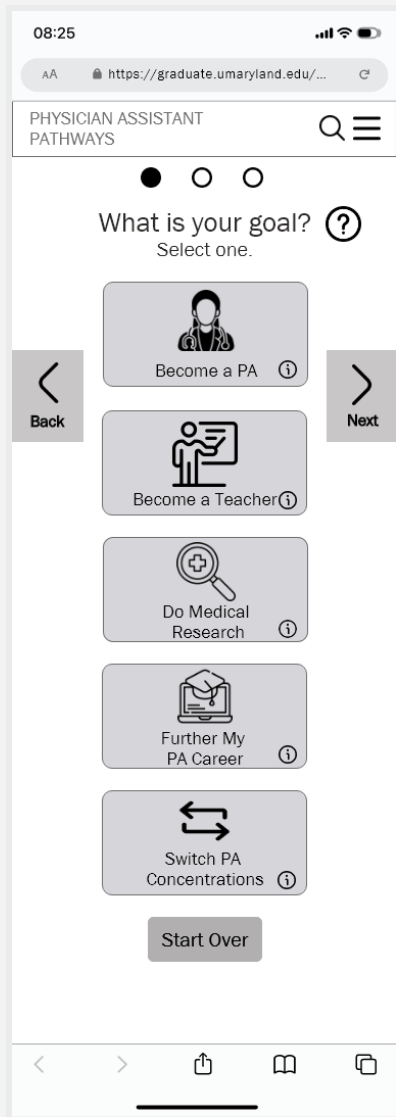 08:25
AA https://graduate.umaryland.edu/...
PHYSICIAN ASSISTANT
PATHWAYS
What is your goal? ?
Select one.
Become a PA i
Back
Next
Become a Teacher i
Do Medical
Research i
Further My
PA Career i
Switch PA
Concentrations i
Start Over